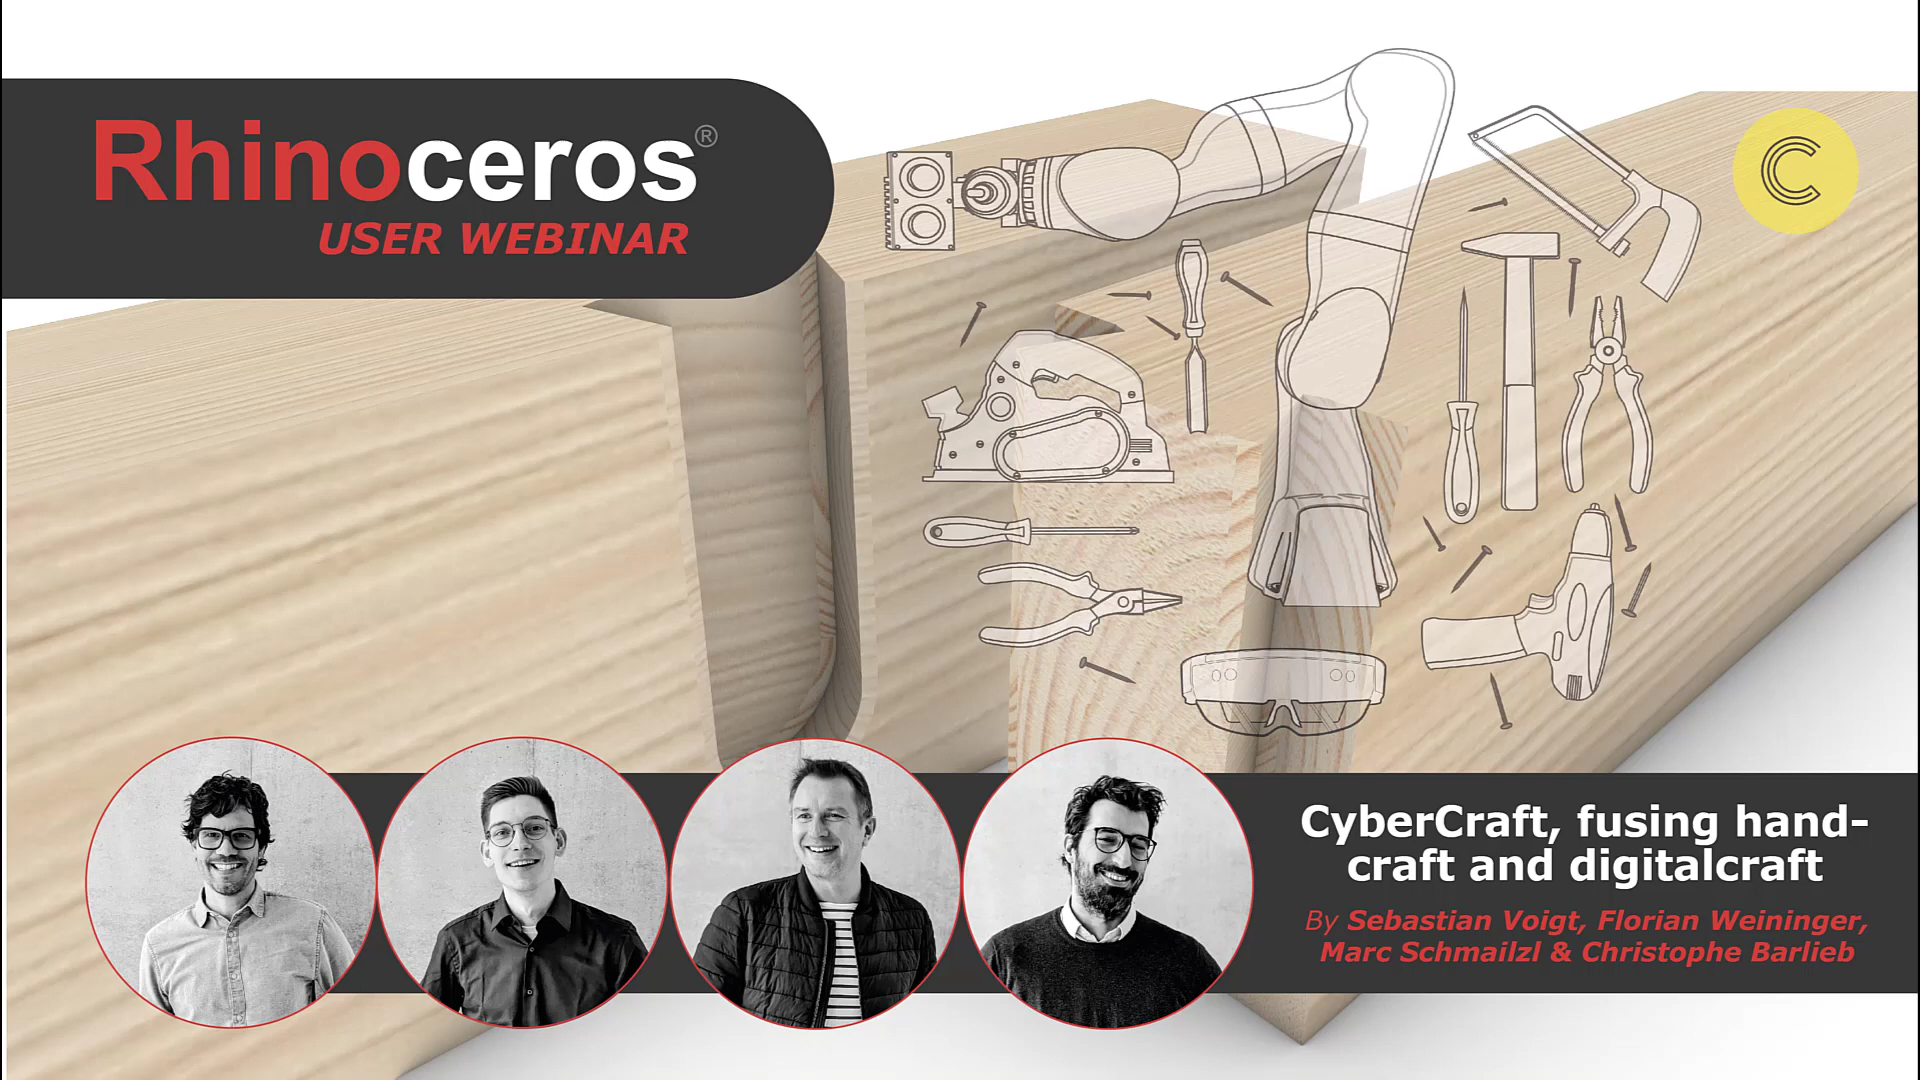 Rhinoceros®
USER WEBINAR
C
CyberCraft, fusing hand-
craft and digitalcraft
By Sebastian Voigt, Florian Weininger,
Marc Schmailzl & Christophe Barlieb